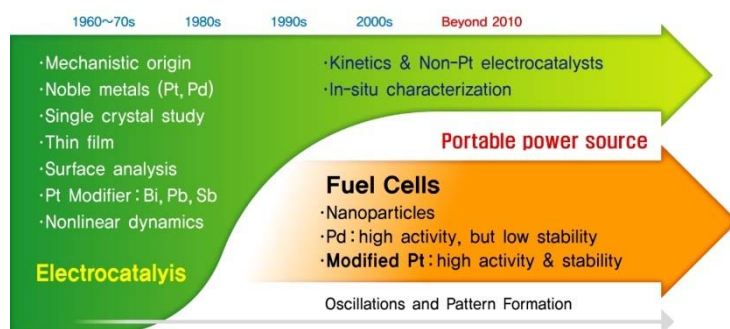 1960~70s 1980s 1990s 2000s Beyond 2010
·Mechanistic origin
·Noble metals (Pt, Pd)
·Single crystal study
·Thin film
·Surface analysis
·Pt Modifier : Bi, Pb, Sb
·Nonlinear dynamics
Electrocatalyis
·Kinetics & Non-Pt electrocatalysts
·In-situ characterization
Portable power source
Fuel Cells
·Nanoparticles
·Pd : high activity, but low stability
·Modified Pt : high activity & stability
Oscillations and Pattern Formation